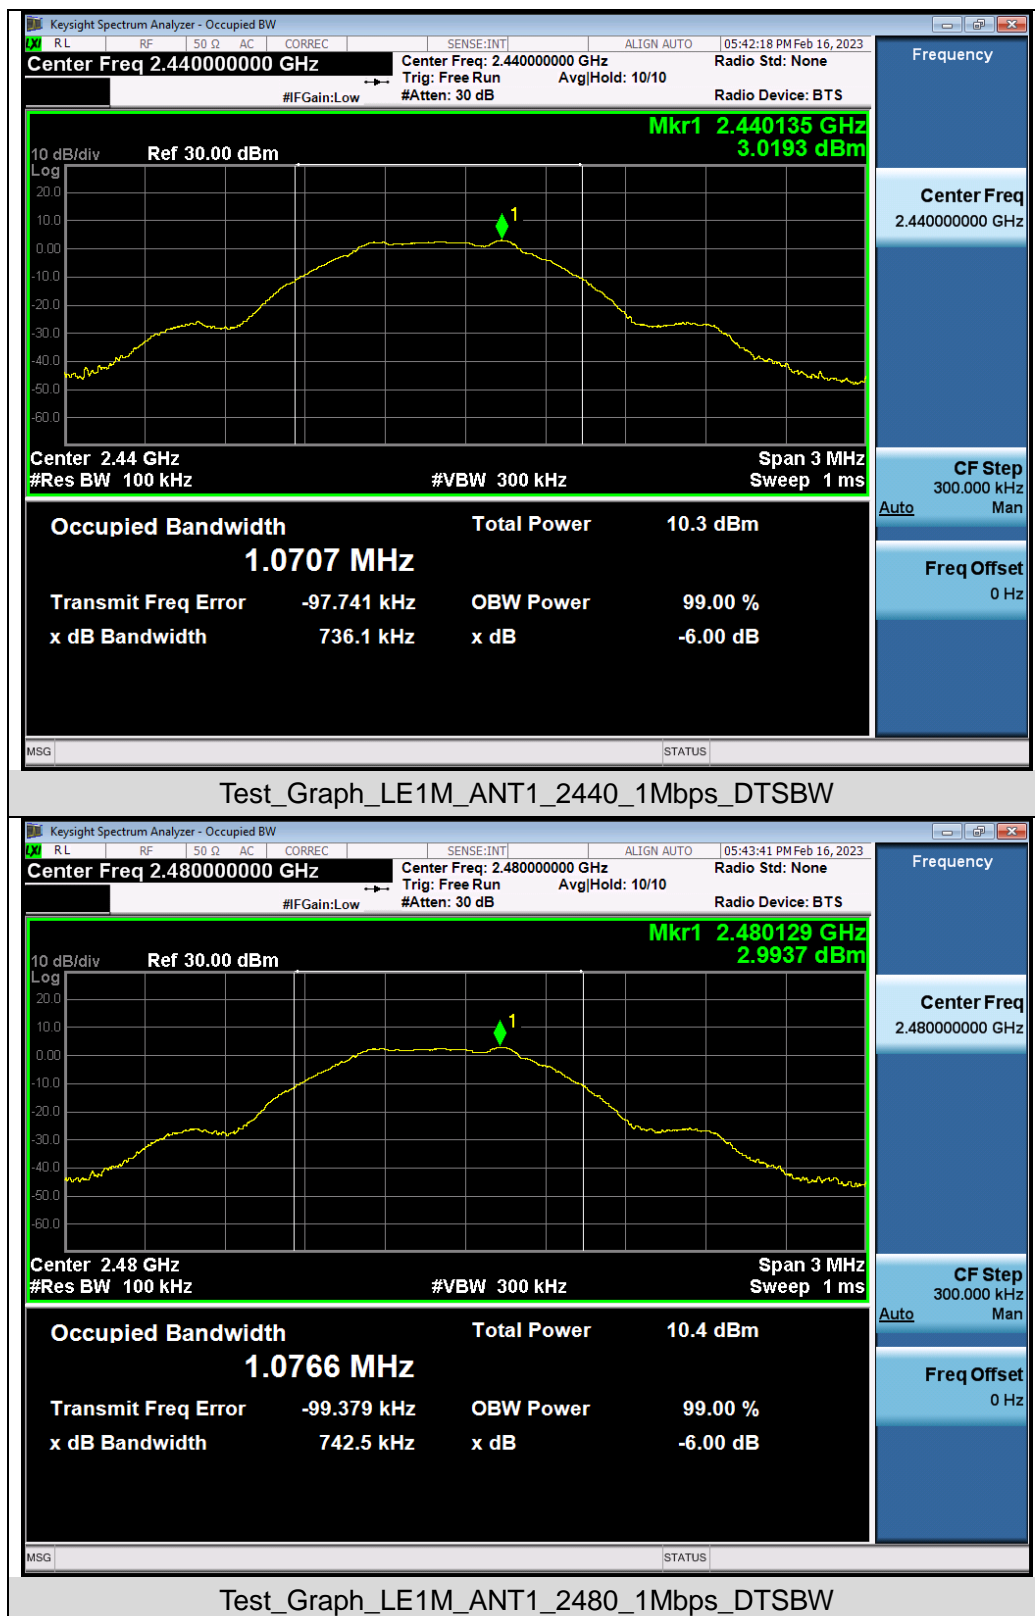 Keysight Spectrum Analyzer - Occupied BW
LXI RL RF 50 Ω AC CORREC SENSE:INT ALIGN AUTO 05:42:18 PM Feb 16, 2023
Center Freq 2.440000000 GHz
Center Freq: 2.440000000 GHz Radio Std: None
Trig: Free Run Avg|Hold: 10/10
#IFGain:Low #Atten: 30 dB Radio Device: BTS
Frequency
Mkr1 2.440135 GHz
3.0193 dBm
10 dB/div Ref 30.00 dBm
Log
20.0
10.0
0.00
-10.0
-20.0
-30.0
-40.0
-50.0
-60.0
1
Center 2.44 GHz Span 3 MHz
#Res BW 100 kHz #VBW 300 kHz Sweep 1 ms
Center Freq
2.440000000 GHz
CF Step
300.000 kHz
Auto Man
Freq Offset
0 Hz
Occupied Bandwidth Total Power 10.3 dBm
1.0707 MHz
Transmit Freq Error -97.741 kHz OBW Power 99.00 %
x dB Bandwidth 736.1 kHz x dB -6.00 dB
MSG STATUS
Test_Graph_LE1M_ANT1_2440_1Mbps_DTSBW
Keysight Spectrum Analyzer - Occupied BW
LXI RL RF 50 Ω AC CORREC SENSE:INT ALIGN AUTO 05:43:41 PM Feb 16, 2023
Center Freq 2.480000000 GHz
Center Freq: 2.480000000 GHz Radio Std: None
Trig: Free Run Avg|Hold: 10/10
#IFGain:Low #Atten: 30 dB Radio Device: BTS
Frequency
Mkr1 2.480129 GHz
2.9937 dBm
10 dB/div Ref 30.00 dBm
Log
20.0
10.0
0.00
-10.0
-20.0
-30.0
-40.0
-50.0
-60.0
1
Center 2.48 GHz Span 3 MHz
#Res BW 100 kHz #VBW 300 kHz Sweep 1 ms
Center Freq
2.480000000 GHz
CF Step
300.000 kHz
Auto Man
Freq Offset
0 Hz
Occupied Bandwidth Total Power 10.4 dBm
1.0766 MHz
Transmit Freq Error -99.379 kHz OBW Power 99.00 %
x dB Bandwidth 742.5 kHz x dB -6.00 dB
MSG STATUS
Test_Graph_LE1M_ANT1_2480_1Mbps_DTSBW